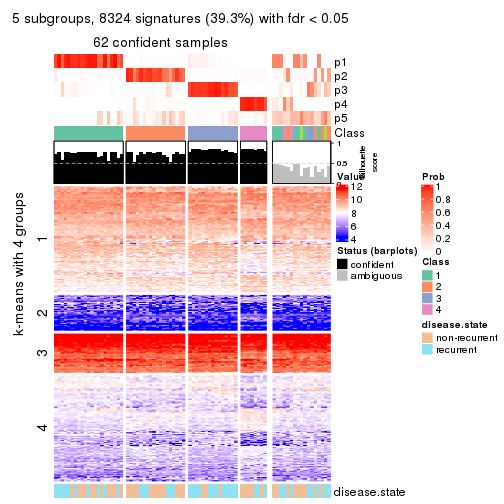 5 subgroups, 8324 signatures (39.3%) with fdr < 0.05
62 confident samples
p1
p2
p3
p4
p5
Class
1
0.5
0
Silhouette
score
k-means with 4 groups
1
2
3
4
Value
12
10
8
6
4
Status (barplots)
confident
ambiguous
Prob
1
0.8
0.6
0.4
0.2
0
Class
1
2
3
4
disease.state
non-recurrent
recurrent
disease.state